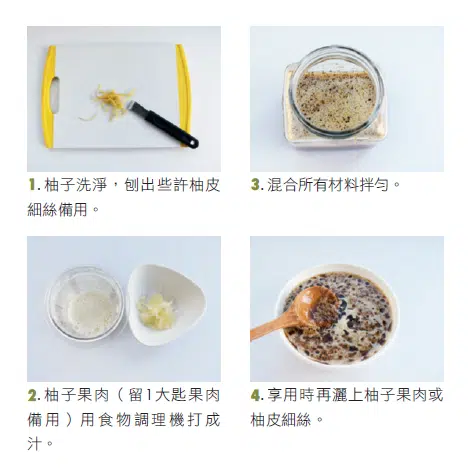 1. 柚子洗淨，刨出些許柚皮
細絲備用。
2. 柚子果肉（留1大匙果肉
備用）用食物調理機打成
汁。
3. 混合所有材料拌勻。
4. 享用時再灑上柚子果肉或
柚皮細絲。